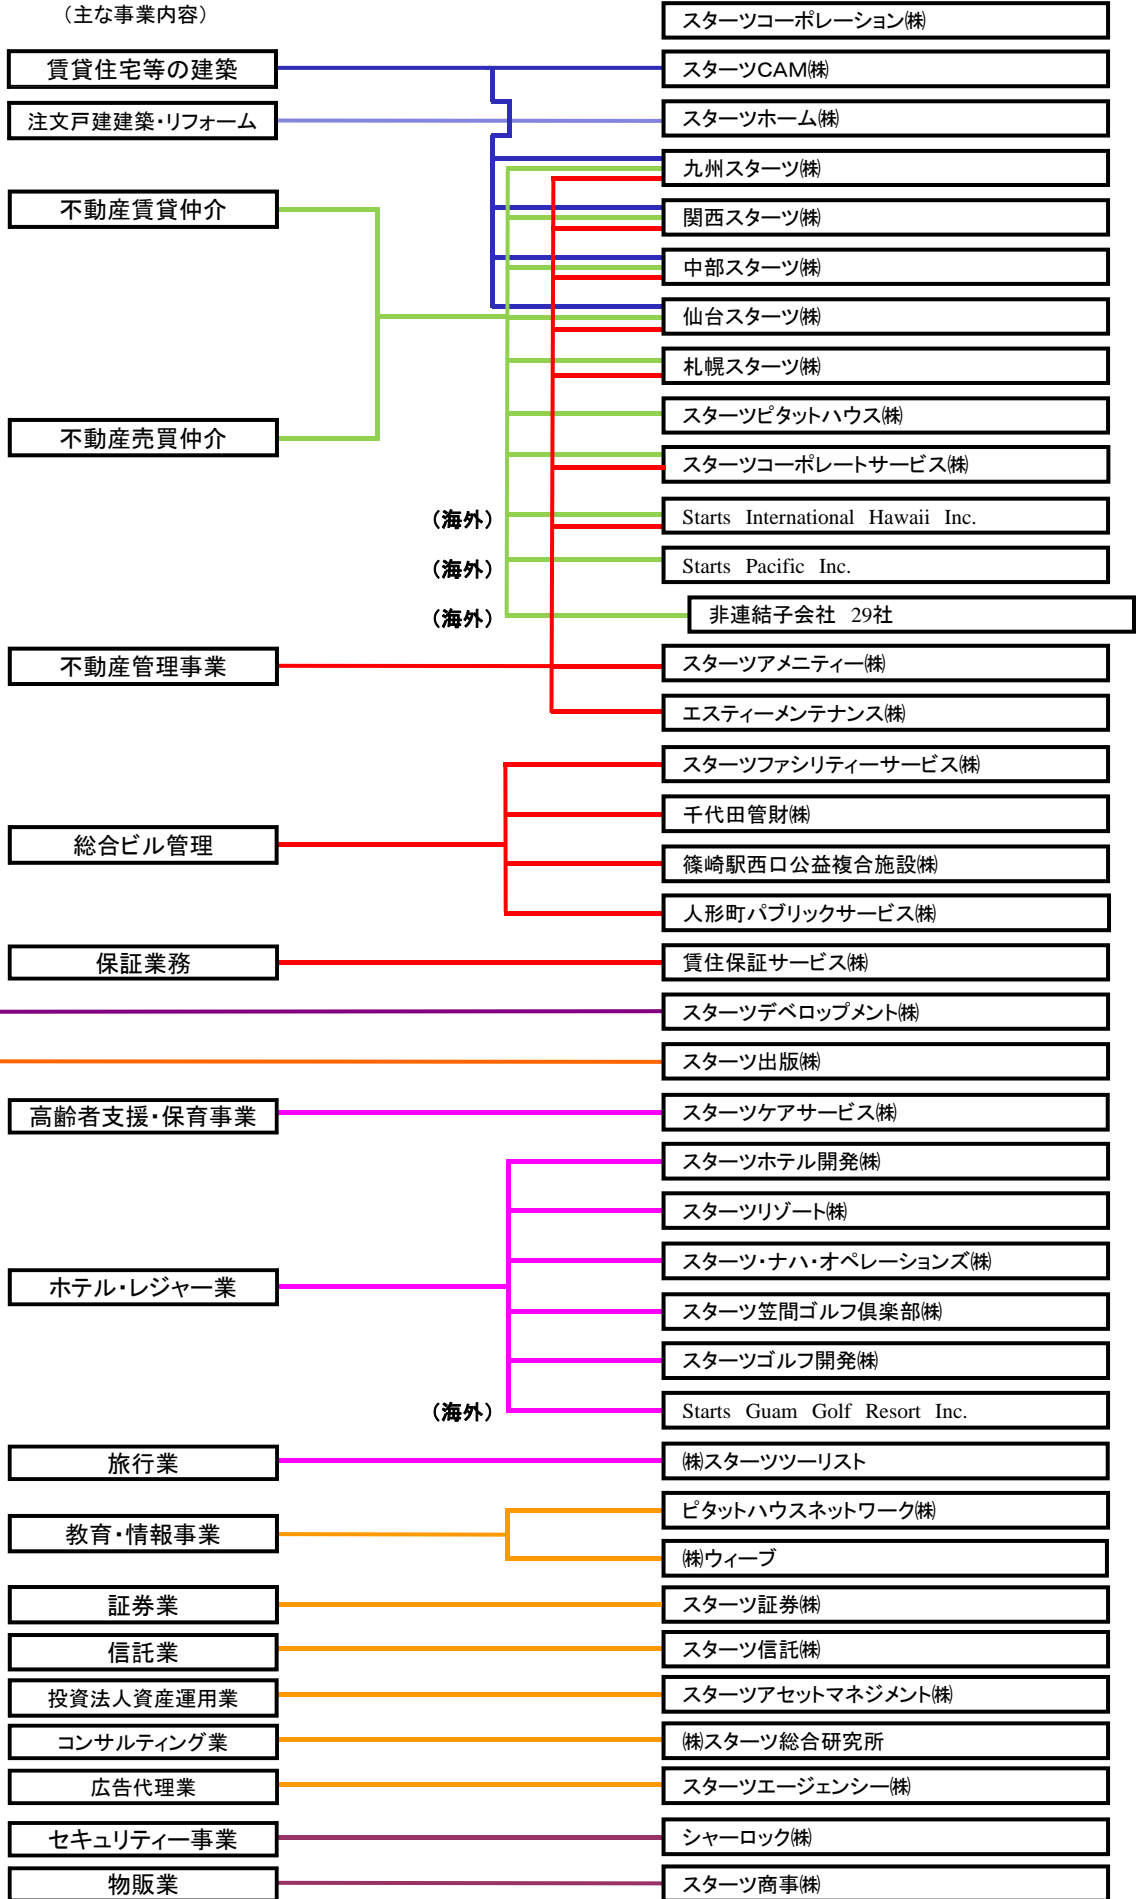 （主な事業内容）
スターツコーポレーション㈱
賃貸住宅等の建築
スターツCAM㈱
注文戸建建築・リフォーム
スターツホーム㈱
九州スターツ㈱
不動産賃貸仲介
関西スターツ㈱
中部スターツ㈱
仙台スターツ㈱
札幌スターツ㈱
スターツピタットハウス㈱
不動産売買仲介
スターツコーポレートサービス㈱
（海外）
Starts International Hawaii Inc.
（海外）
Starts Pacific Inc.
（海外）
非連結子会社 29社
不動産管理事業
スターツアメニティー㈱
エスティーメンテナンス㈱
スターツファシリティーサービス㈱
千代田管財㈱
総合ビル管理
篠崎駅西口公益複合施設㈱
人形町パブリックサービス㈱
保証業務
賃住保証サービス㈱
スターツデベロップメント㈱
スターツ出版㈱
高齢者支援・保育事業
スターツケアサービス㈱
スターツホテル開発㈱
スターツリゾート㈱
スターツ・ナハ・オペレーションズ㈱
ホテル・レジャー業
スターツ笠間ゴルフ倶楽部㈱
スターツゴルフ開発㈱
（海外）
Starts Guam Golf Resort Inc.
旅行業
㈱スターツツーリスト
ピタットハウスネットワーク㈱
教育・情報事業
㈱ウィーブ
証券業
スターツ証券㈱
信託業
スターツ信託㈱
投資法人資産運用業
スターツアセットマネジメント㈱
コンサルティング業
㈱スターツ総合研究所
広告代理業
スターツエージェンシー㈱
セキュリティー事業
シャーロック㈱
物販業
スターツ商事㈱